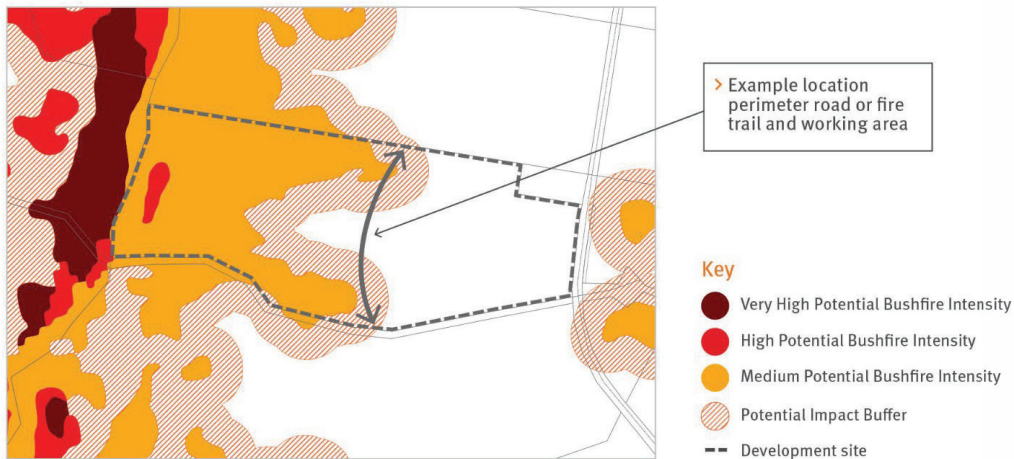 > Example location
perimeter road or fire
trail and working area
Key
Very High Potential Bushfire Intensity
High Potential Bushfire Intensity
Medium Potential Bushfire Intensity
Potential Impact Buffer
Development site